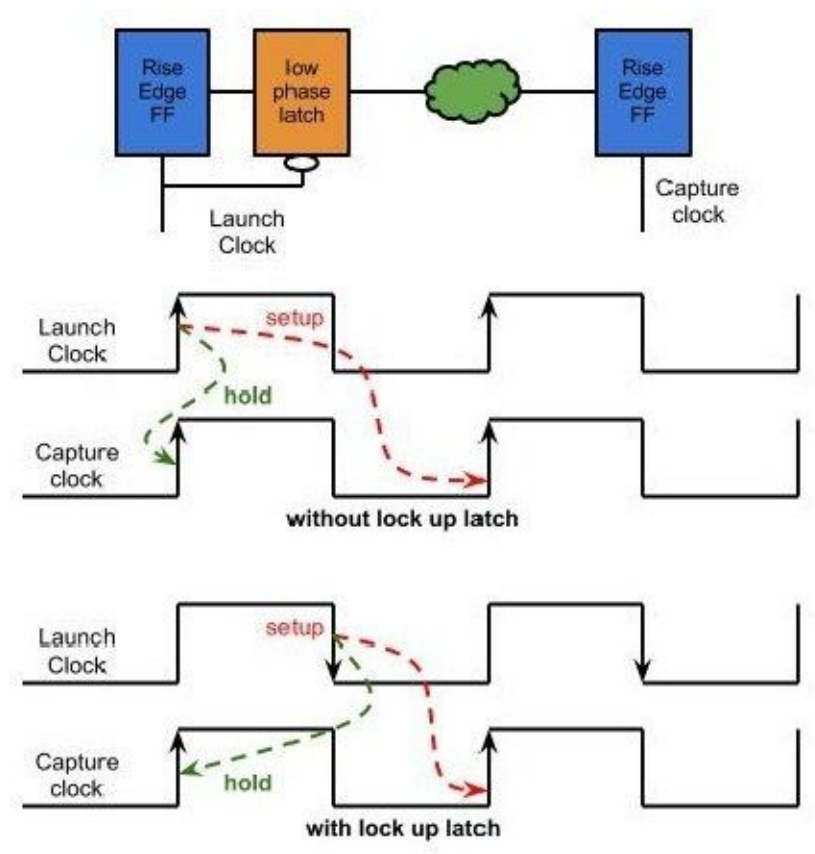 Rise
Edge
FF
low
phase
latch
Rise
Edge
FF
Launch
Clock
Capture
clock
Launch
Clock
setup
hold
Capture
clock
without lock up latch
Launch
Clock
setup
Capture
clock
hold
with lock up latch